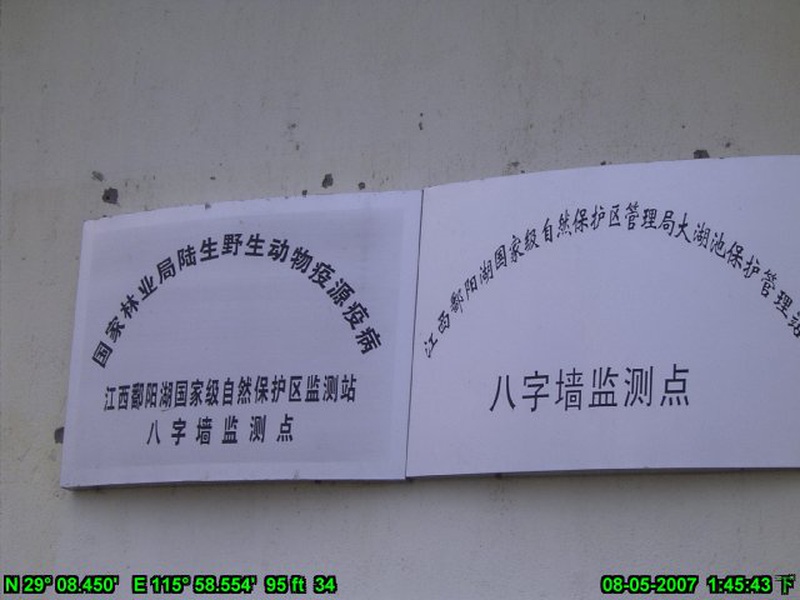 国家林业局陆生野生动物疫源疫病
江西鄱阳湖国家级自然保护区监测站
八字墙监测点
江西鄱阳湖国家级自然保护区管理局大湖池保护管理站
八字墙监测点
N 29° 08.450' E 115° 58.554' 95 ft 34
08-05-2007 1:45:43 下